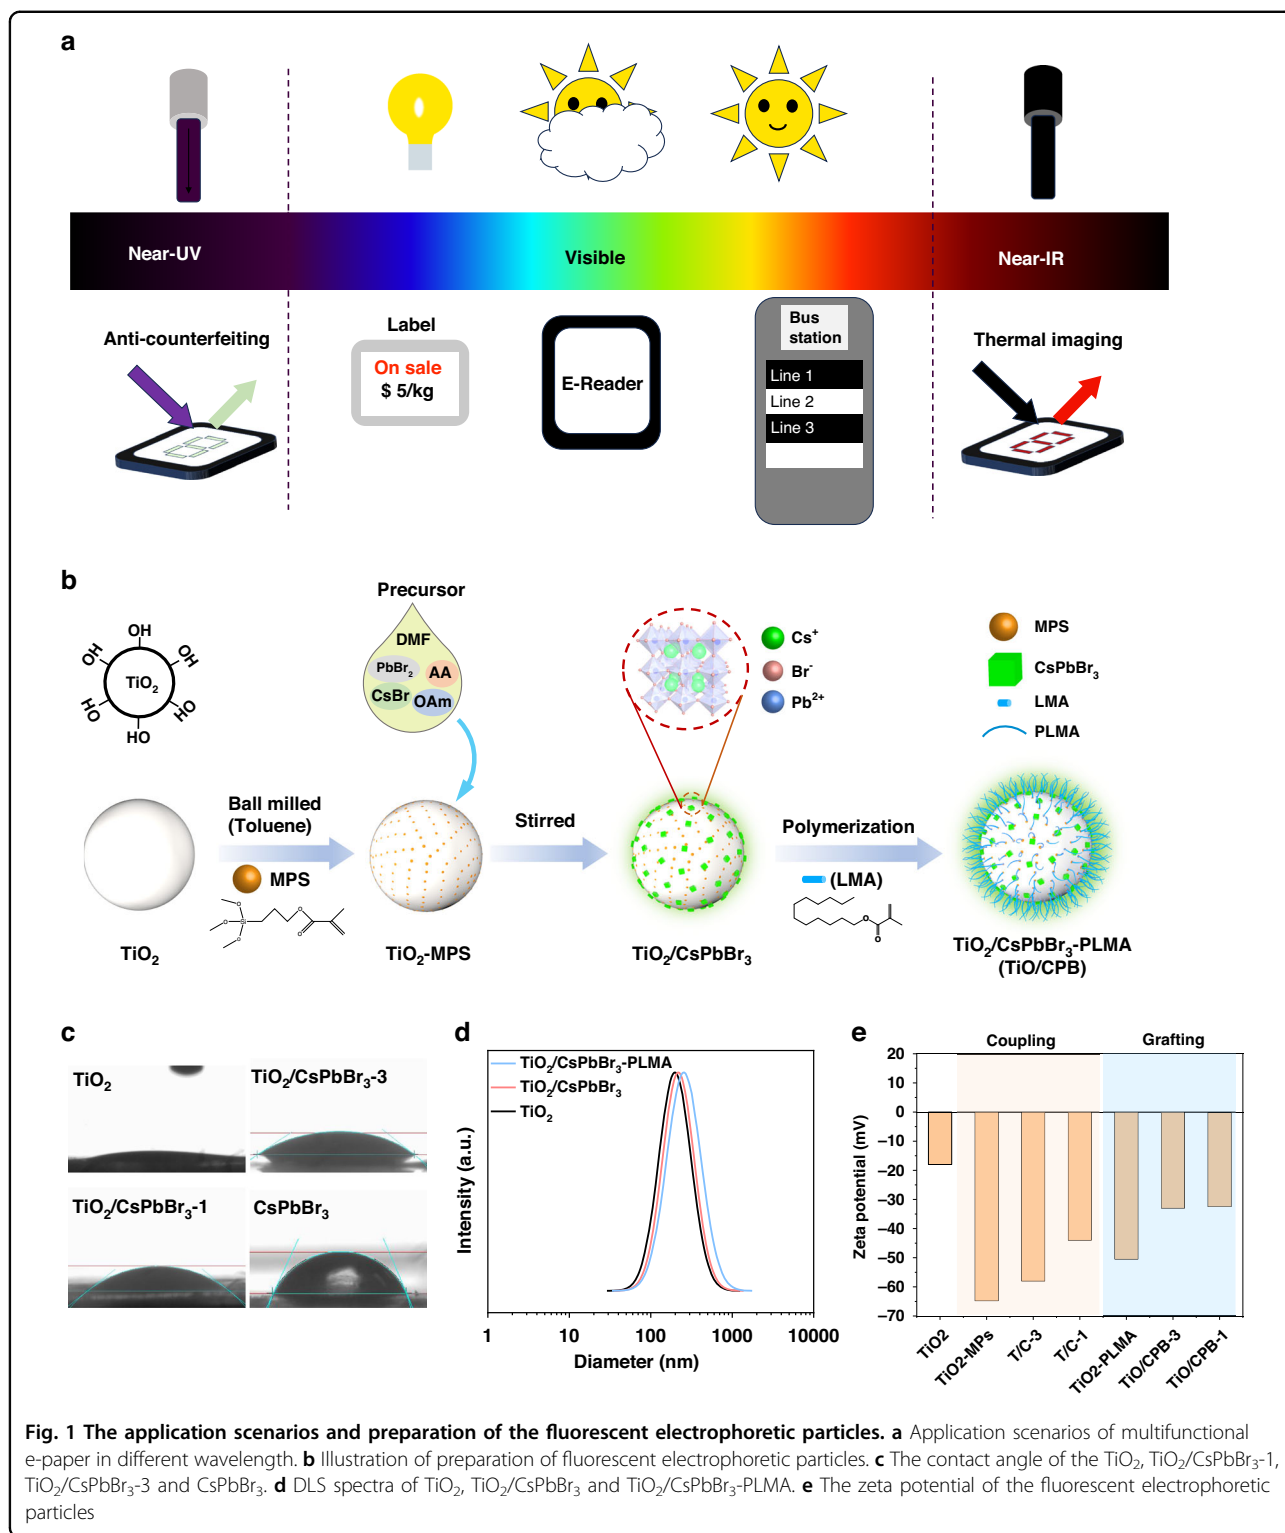 a
Near-UV
Visible
Near-IR
Anti-counterfeiting
Label
On sale
$ 5/kg
E-Reader
Bus
station
Line 1
Line 2
Line 3
Thermal imaging
b
OH
OH
OH
TiO₂
HO
HO
HO
Precursor
DMF
PbBr₂
AA
CsBr
OAm
Cs⁺
Br⁻
Pb²⁺
MPS
CsPbBr₃
LMA
PLMA
Ball milled
(Toluene)
MPS
Stirred
Polymerization
(LMA)
O
Si
O
O
O
O
O
O
TiO₂
TiO₂-MPS
TiO₂/CsPbBr₃
TiO₂/CsPbBr₃-PLMA
(TiO/CPB)
c
TiO₂
TiO₂/CsPbBr₃-3
TiO₂/CsPbBr₃-1
CsPbBr₃
d
TiO₂/CsPbBr₃-PLMA
TiO₂/CsPbBr₃
TiO₂
Intensity (a.u.)
1 10 100 1000 10000
Diameter (nm)
e
Coupling Grafting
Zeta potential (mV)
20
10
0
−10
−20
−30
−40
−50
−60
−70
TiO2 TiO2-MPs T/C-3 T/C-1 TiO2-PLMA TiO/CPB-3 TiO/CPB-1
Fig. 1 The application scenarios and preparation of the fluorescent electrophoretic particles. a Application scenarios of multifunctional
e-paper in different wavelength. b Illustration of preparation of fluorescent electrophoretic particles. c The contact angle of the TiO₂, TiO₂/CsPbBr₃-1,
TiO₂/CsPbBr₃-3 and CsPbBr₃. d DLS spectra of TiO₂, TiO₂/CsPbBr₃ and TiO₂/CsPbBr₃-PLMA. e The zeta potential of the fluorescent electrophoretic
particles